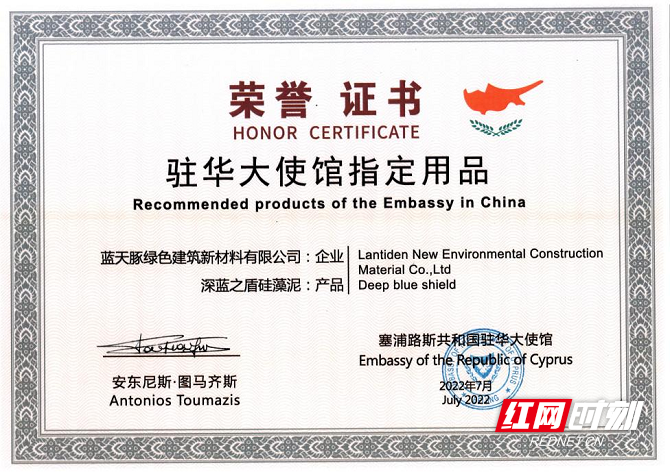 荣誉 证书
HONOR CERTIFICATE
驻华大使馆指定用品
Recommended products of the Embassy in China
蓝天豚绿色建筑新材料有限公司：企业
Lantiden New Environmental Construction
Material Co.,Ltd
深蓝之盾硅藻泥：产品
Deep blue shield
安东尼斯·图马齐斯
Antonios Toumazis
塞浦路斯共和国驻华大使馆
Embassy of the Republic of Cyprus
2022年7月
July 2022
红网时刻
REDNET.CN